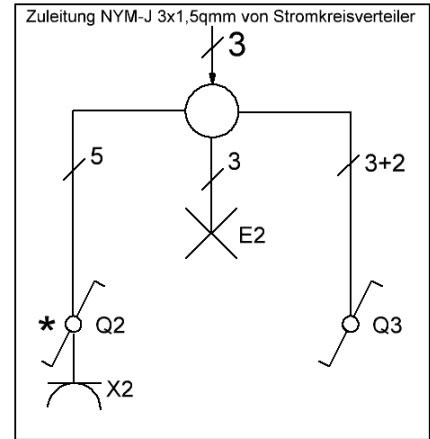 Zuleitung NYM-J 3x1,5qmm von Stromkreisverteiler
3
5
3
3+2
E2
* Q2
Q3
X2